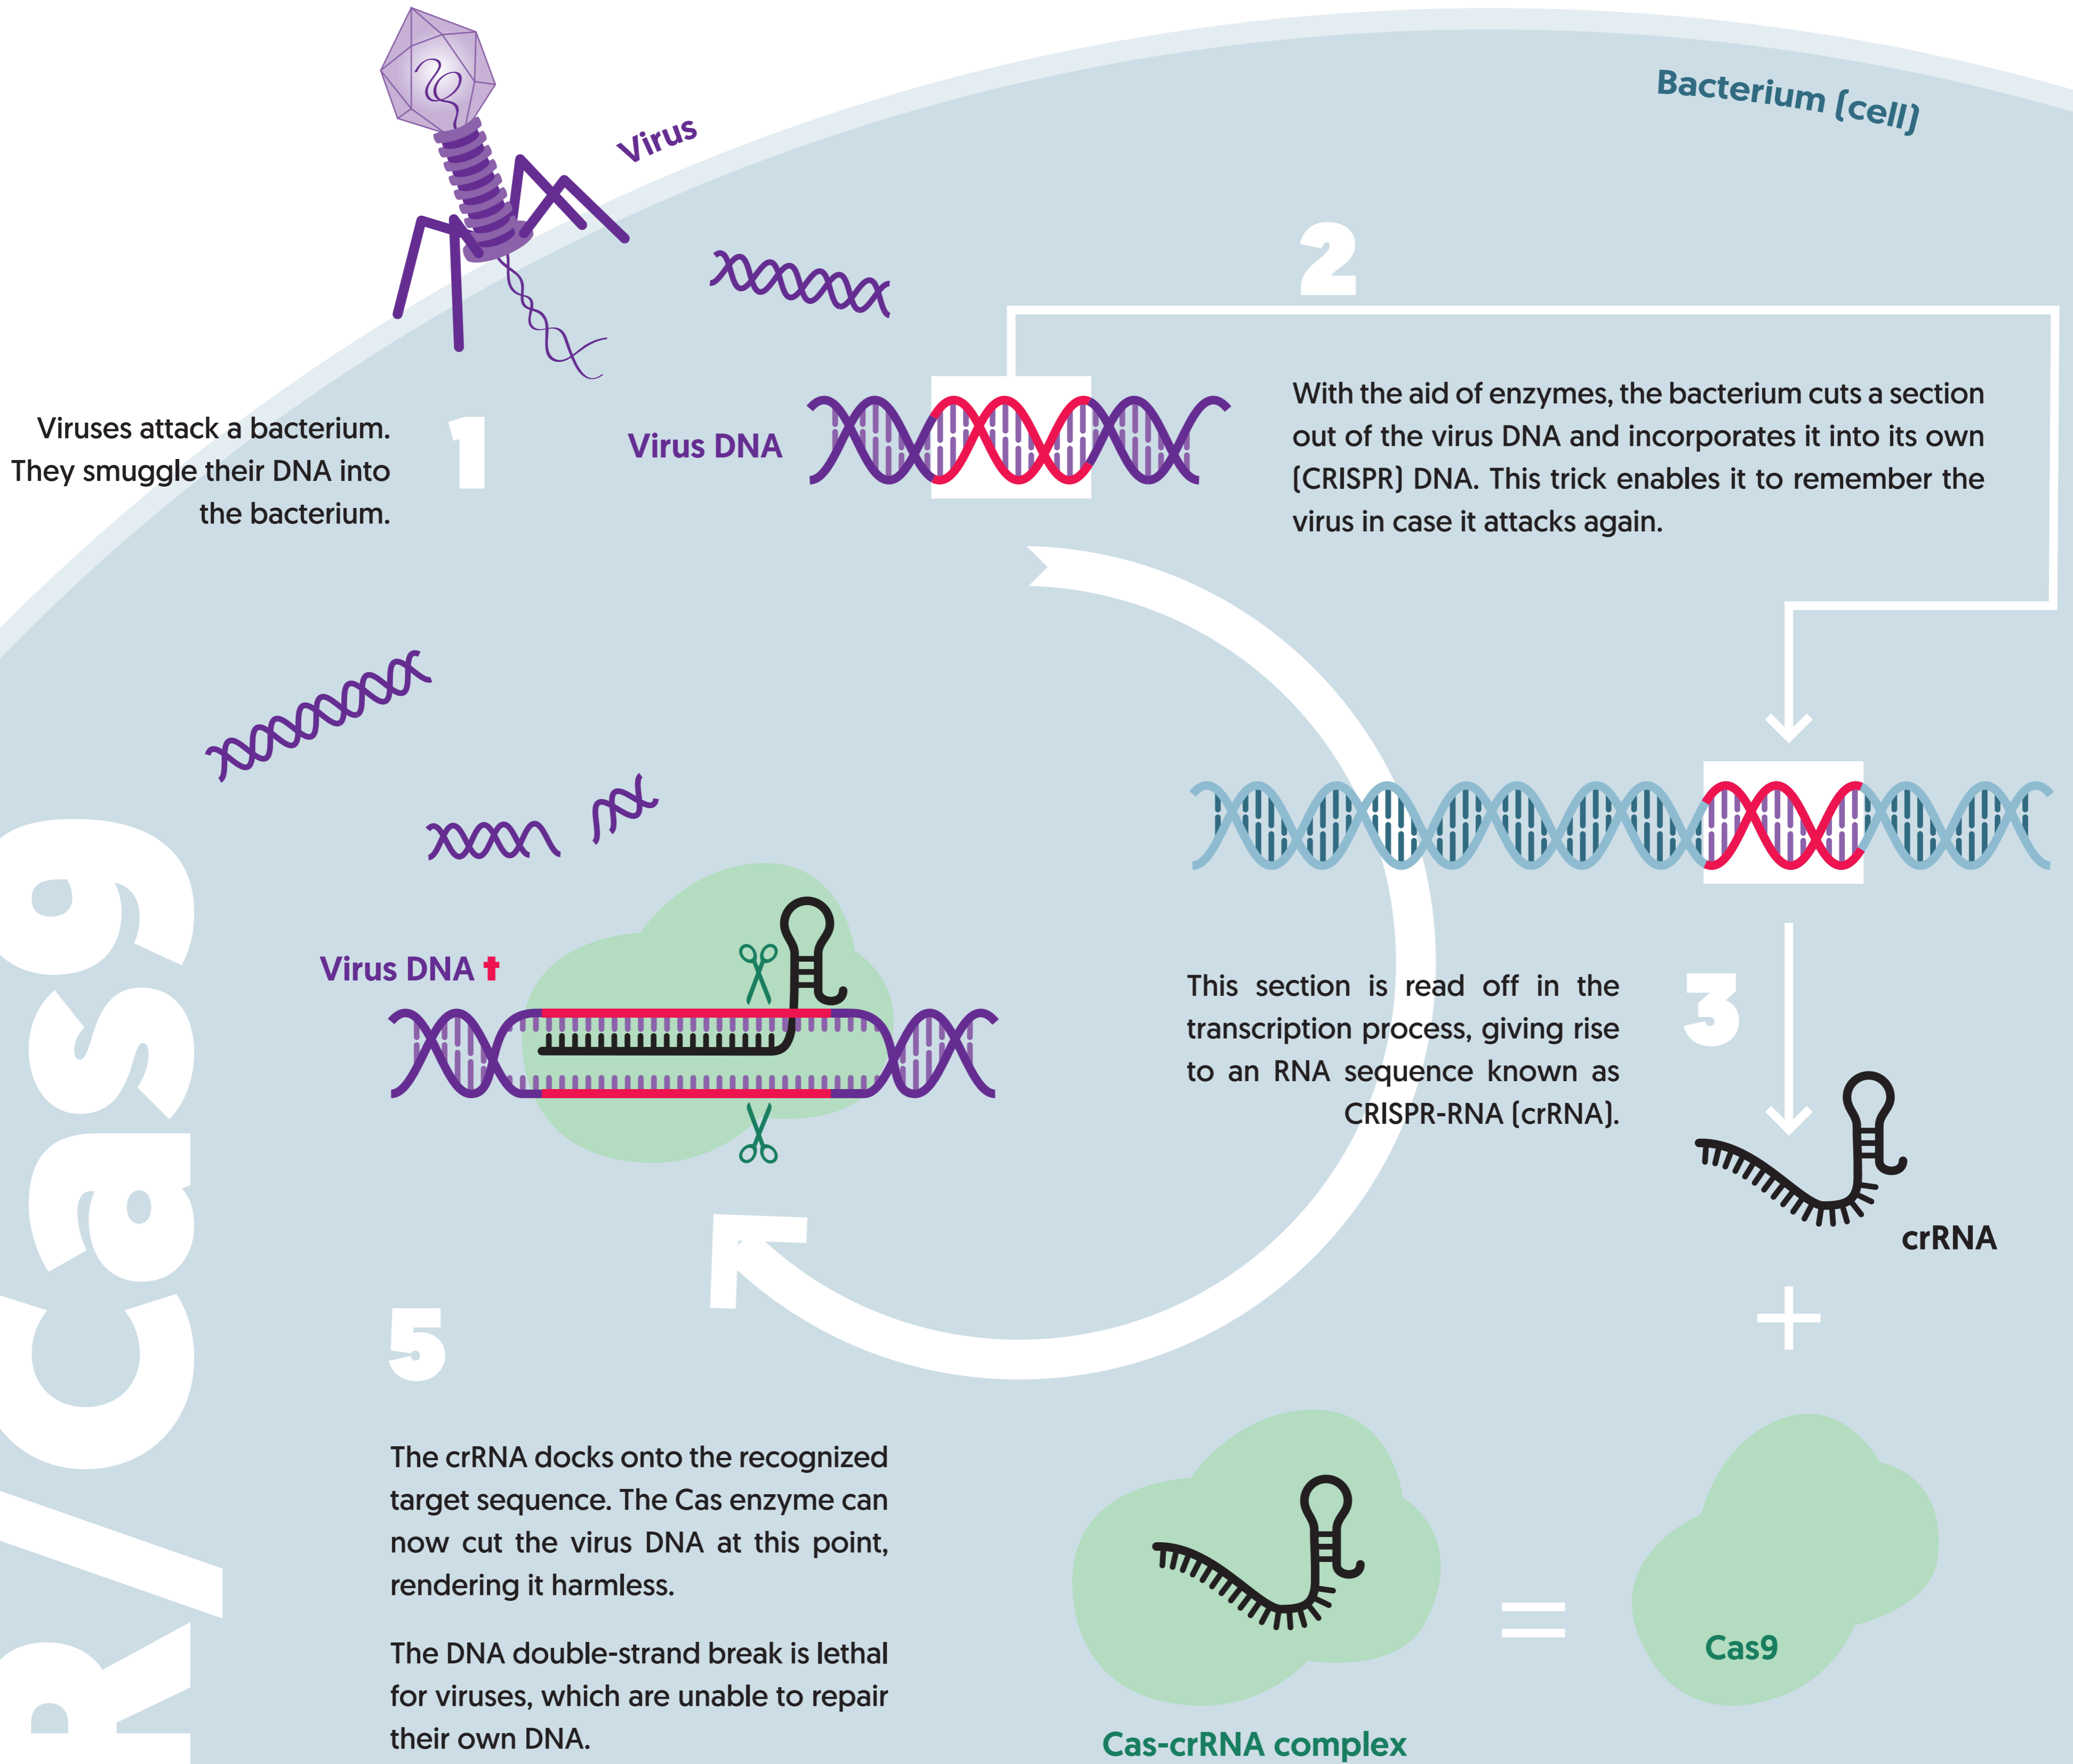 Bacterium (cell)
Virus
1
Viruses attack a bacterium.
They smuggle their DNA into
the bacterium.
Virus DNA
2
With the aid of enzymes, the bacterium cuts a section
out of the virus DNA and incorporates it into its own
(CRISPR) DNA. This trick enables it to remember the
virus in case it attacks again.
3
This section is read off in the
transcription process, giving rise
to an RNA sequence known as
CRISPR-RNA (crRNA).
crRNA
+
Cas9
=
Cas-crRNA complex
Virus DNA †
5
The crRNA docks onto the recognized
target sequence. The Cas enzyme can
now cut the virus DNA at this point,
rendering it harmless.
The DNA double-strand break is lethal
for viruses, which are unable to repair
their own DNA.
R/Cas9